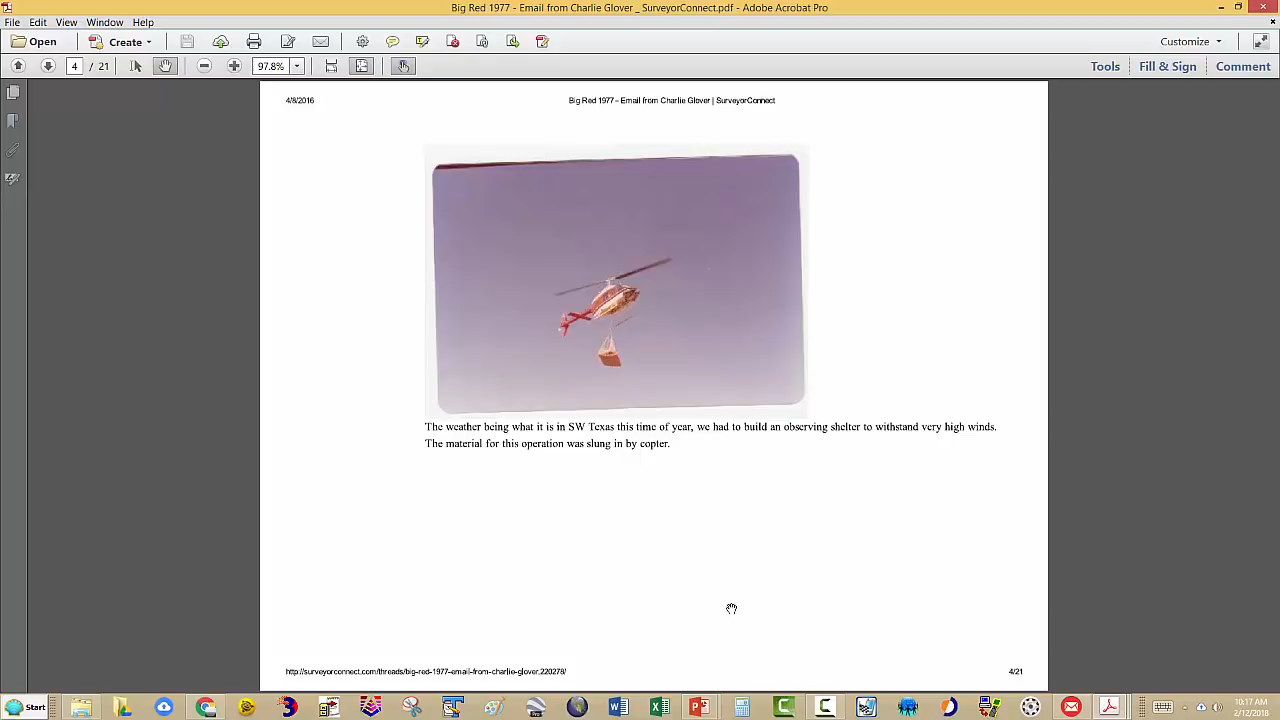 Big Red 1977 - Email from Charlie Glover _ SurveyorConnect.pdf - Adobe Acrobat Pro
File Edit View Window Help
Open Create Customize
4 / 21 97.8% Tools Fill & Sign Comment
4/8/2016 Big Red 1977 – Email from Charlie Glover | SurveyorConnect
The weather being what it is in SW Texas this time of year, we had to build an observing shelter to withstand very high winds.
The material for this operation was slung in by copter.
http://surveyorconnect.com/threads/big-red-1977-email-from-charlie-glover.220278/ 4/21
Start 10:17 AM
2/12/2018